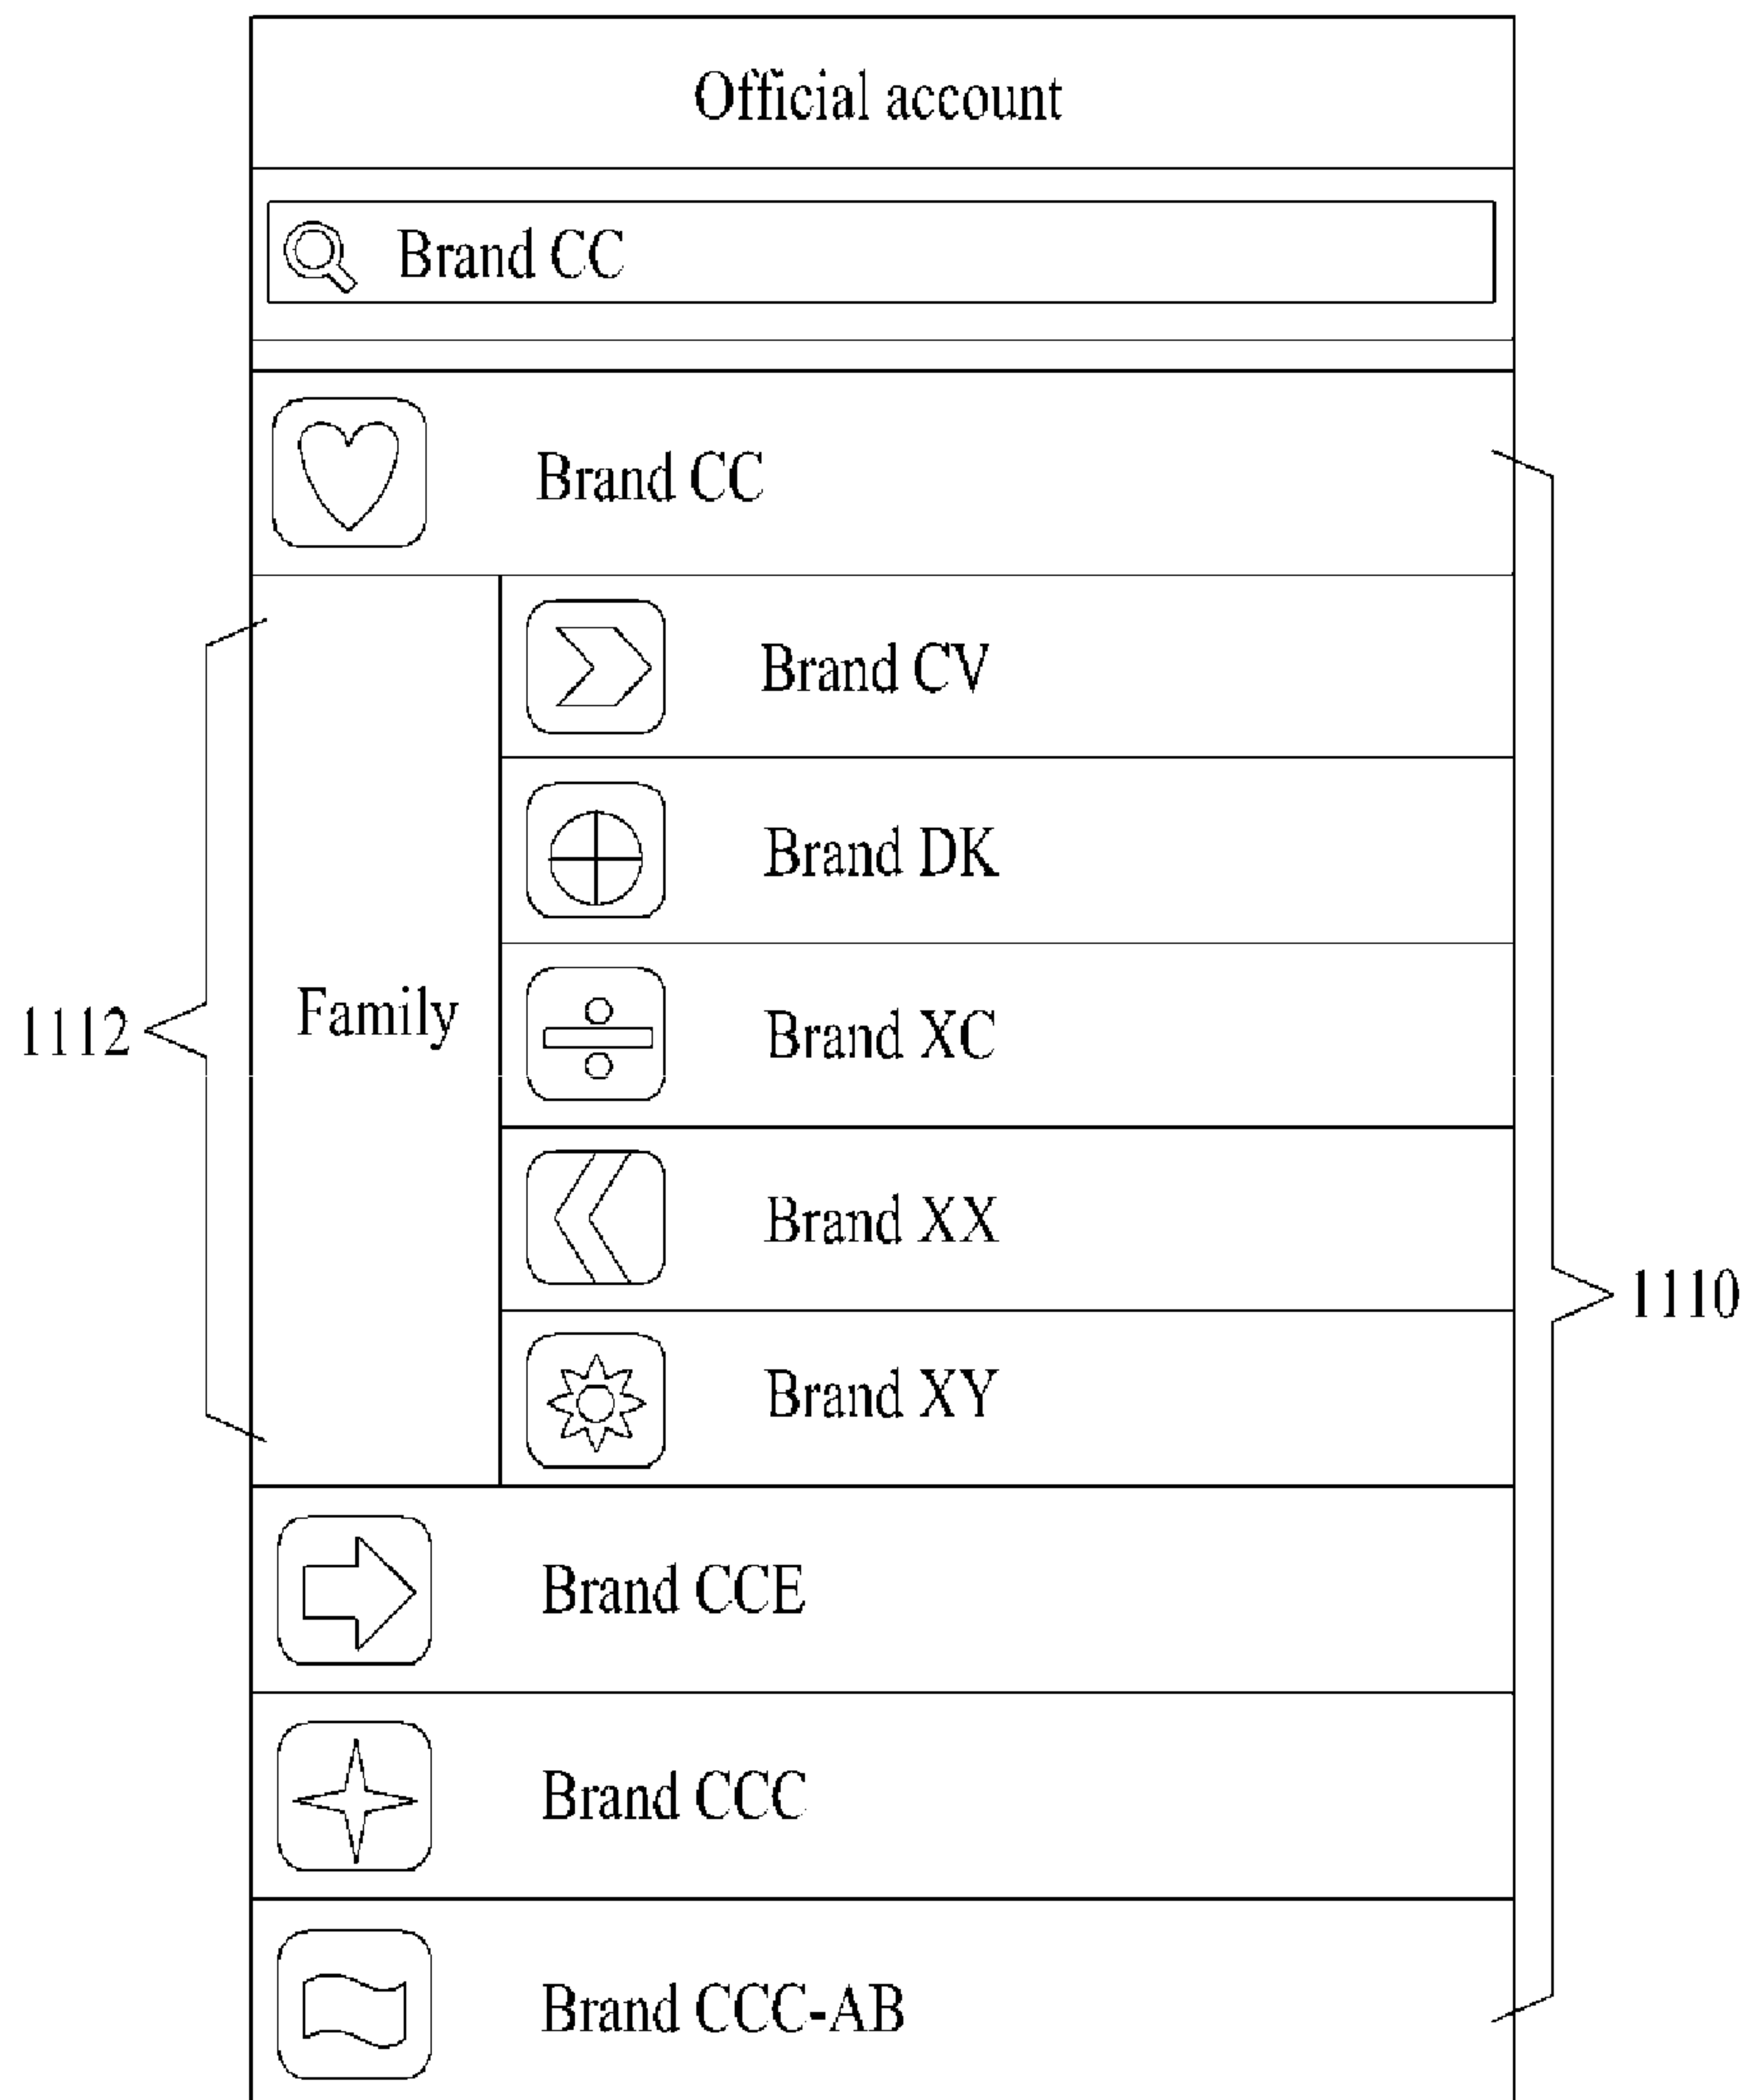 Official account
Brand CC
Brand CC
Brand CV
Brand DK
1112
Family
Brand XC
Brand XX
1110
Brand XY
Brand CCE
Brand CCC
Brand CCC-AB